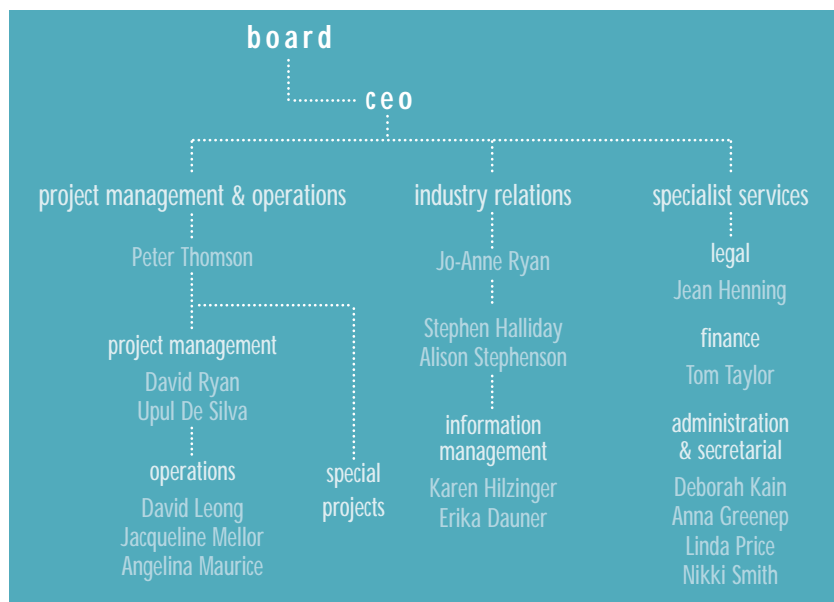 board
ceo
project management & operations
Peter Thomson
project management
David Ryan
Upul De Silva
operations
David Leong
Jacqueline Mellor
Angelina Maurice
special
projects
industry relations
Jo-Anne Ryan
Stephen Halliday
Alison Stephenson
information
management
Karen Hilzinger
Erika Dauner
specialist services
legal
Jean Henning
finance
Tom Taylor
administration
& secretarial
Deborah Kain
Anna Greenep
Linda Price
Nikki Smith